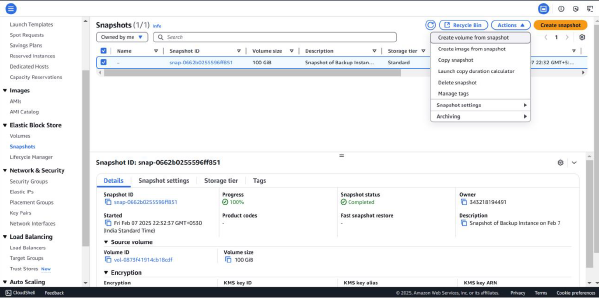 Launch Templates
Spot Requests
Savings Plans
Reserved Instances
Dedicated Hosts
Capacity Reservations
Images
AMIs
AMI Catalog
Elastic Block Store
Volumes
Snapshots
Lifecycle Manager
Network & Security
Security Groups
Elastic IPs
Placement Groups
Key Pairs
Network Interfaces
Load Balancing
Load Balancers
Target Groups
Trust Stores New
Auto Scaling
Snapshots (1/1) Info
Recycle Bin
Actions
Create snapshot
Owned by me
Search
1
Name
Snapshot ID
Volume size
Description
Storage tier
-
snap-0662b0255596ff851
100 GiB
Snapshot of Backup Instan...
Standard
22:32 GMT+5:...
Create volume from snapshot
Create image from snapshot
Copy snapshot
Launch copy duration calculator
Delete snapshot
Manage tags
Snapshot settings
Archiving
Snapshot ID: snap-0662b0255596ff851
Details
Snapshot settings
Storage tier
Tags
Snapshot ID
snap-0662b0255596ff851
Progress
100%
Snapshot status
Completed
Owner
343218194491
Started
Fri Feb 07 2025 22:32:37 GMT+0530
(India Standard Time)
Product codes
-
Fast snapshot restore
-
Description
Snapshot of Backup Instance on Feb 7
Source volume
Volume ID
Volume size
100 GiB
Encryption
Encryption
KMS key ID
KMS key alias
KMS key ARN
CloudShell
Feedback
© 2025, Amazon Web Services, Inc. or its affiliates.
Privacy
Terms
Cookie preferences